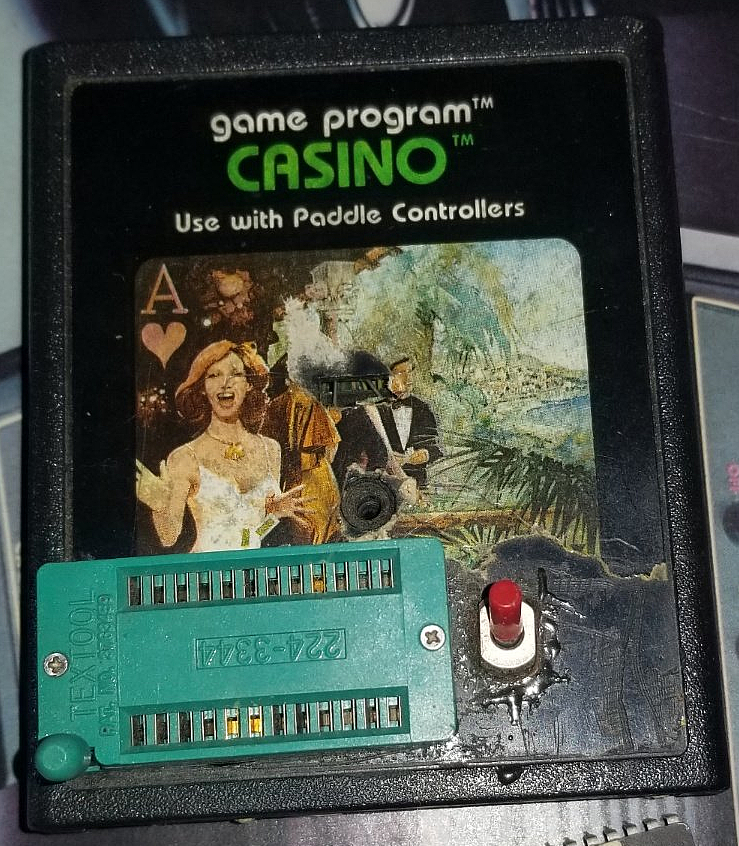 game program™
CASINO™
Use with Paddle Controllers
A
TEXTOOL
224-3344